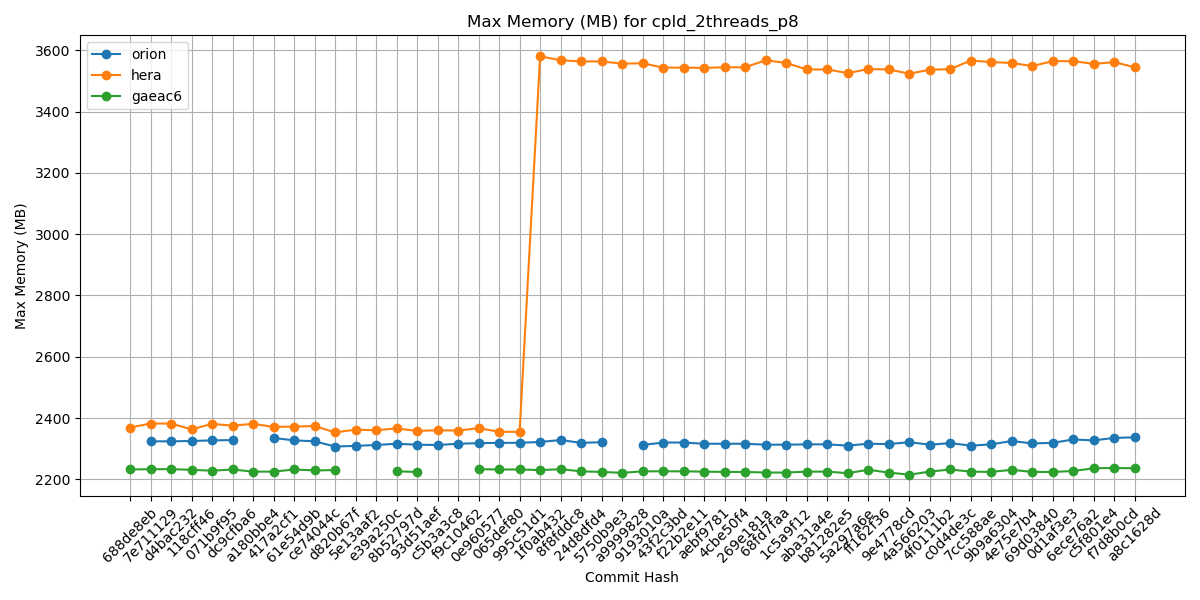 Max Memory (MB) for cpld_2threads_p8
orion
hera
gaeac6
Max Memory (MB)
3600
3400
3200
3000
2800
2600
2400
2200
688de8eb
7e711129
d4bac232
118cff46
071b9f95
dc9cfba6
a180bbe4
417a2cf1
61e54d9b
ce74044c
d820b67f
5e13aaf2
e39a250c
8b52797d
93d51aef
c5b3a3c8
f9c10462
0e960577
065def80
995c51d1
1f0ab432
8f6fddc8
24d8dfd4
5750b9e3
a9999828
9193010a
43f2c3bd
f22b2e11
aebf9781
4cbe50f4
269e181a
68fd7faa
1c5a9f12
aba31a4e
b81282e5
5a297a6e
ff162f36
9e4778cd
4a566203
4f0111b2
c0d4de3c
7cc588ae
9b9a6304
4e75e7b4
69d03840
0d1af3e3
6ece76a2
c5f801e4
f7d8b0cd
a8c1628d
Commit Hash